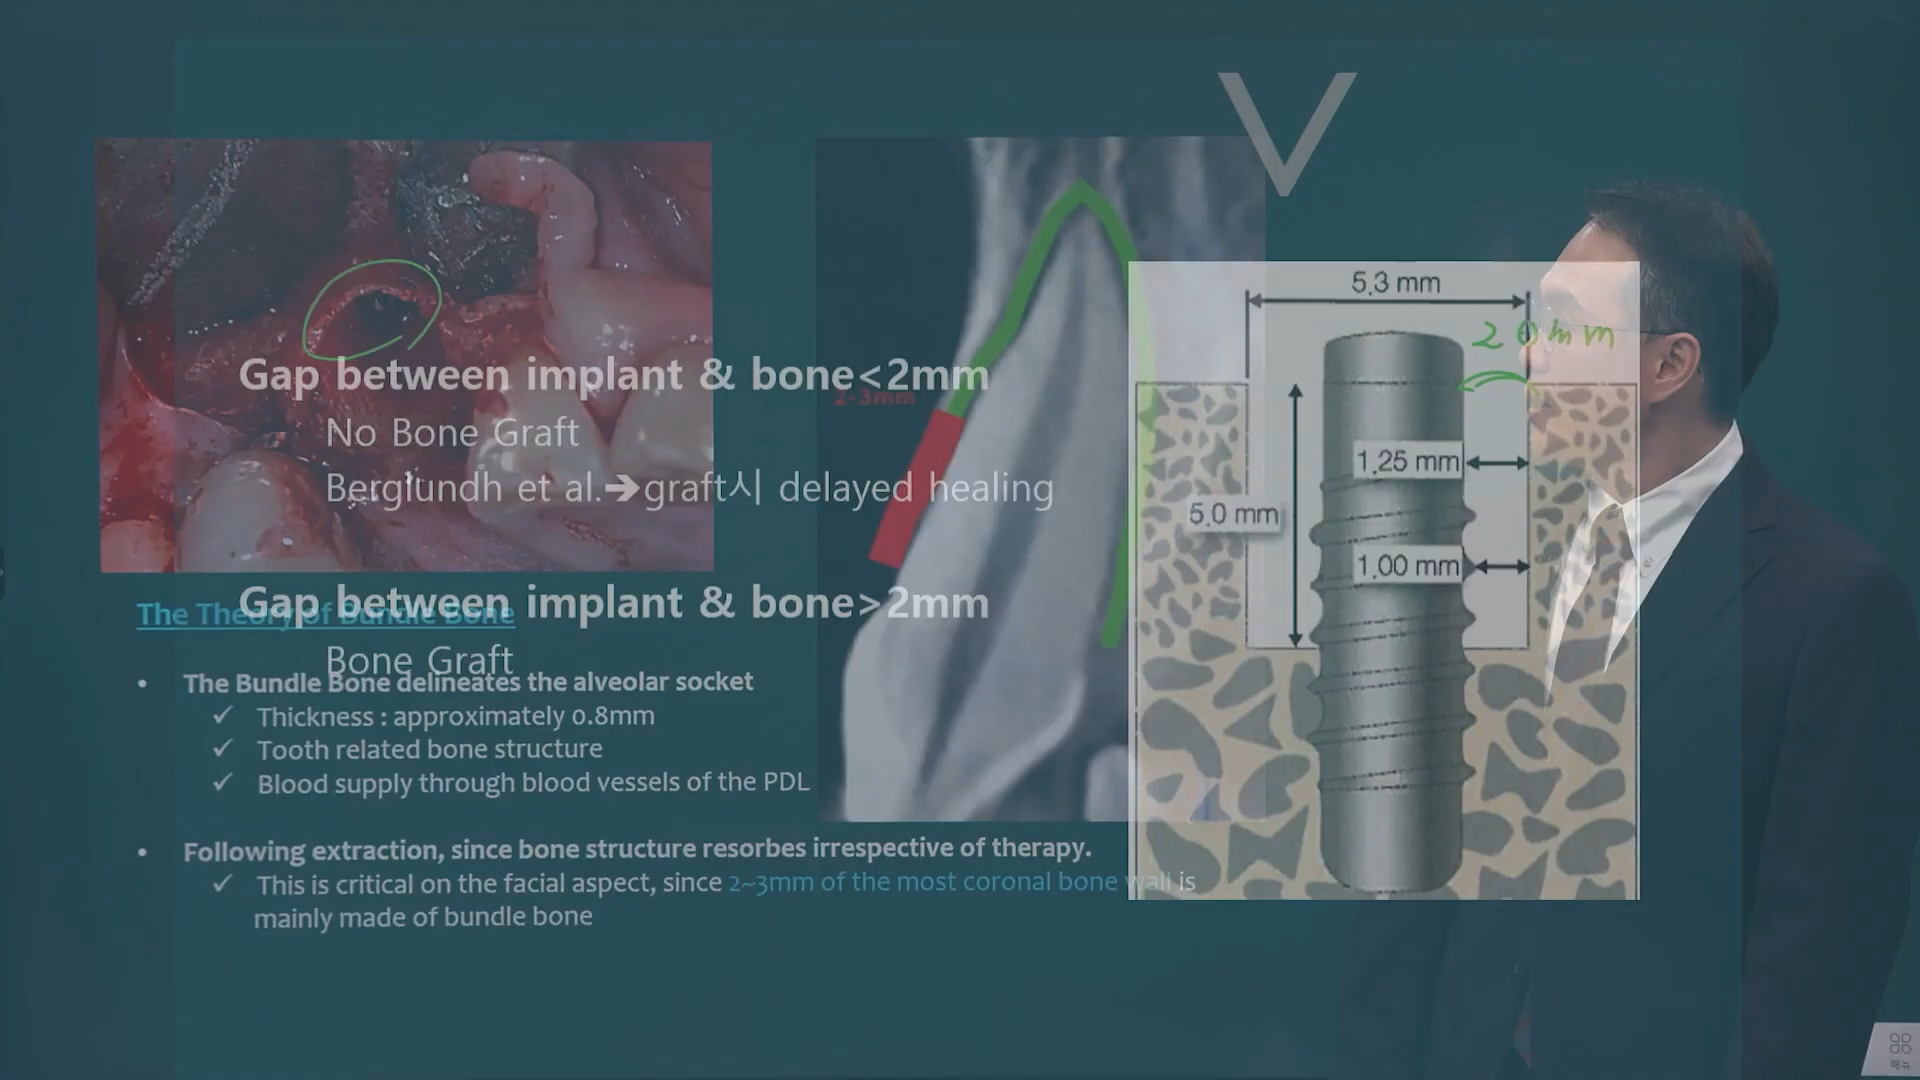 V
Gap between implant & bone<2mm
No Bone Graft
Berglundh et al.➔graft시 delayed healing
Gap between implant & bone>2mm
Bone Graft
2-3mm
5.3 mm
1.25 mm
5.0 mm
1.00 mm
The Theory of Bundle Bone
• The Bundle Bone delineates the alveolar socket
✓ Thickness : approximately 0.8mm
✓ Tooth related bone structure
✓ Blood supply through blood vessels of the PDL
• Following extraction, since bone structure resorbes irrespective of therapy.
✓ This is critical on the facial aspect, since 2~3mm of the most coronal bone wall is
mainly made of bundle bone
메뉴